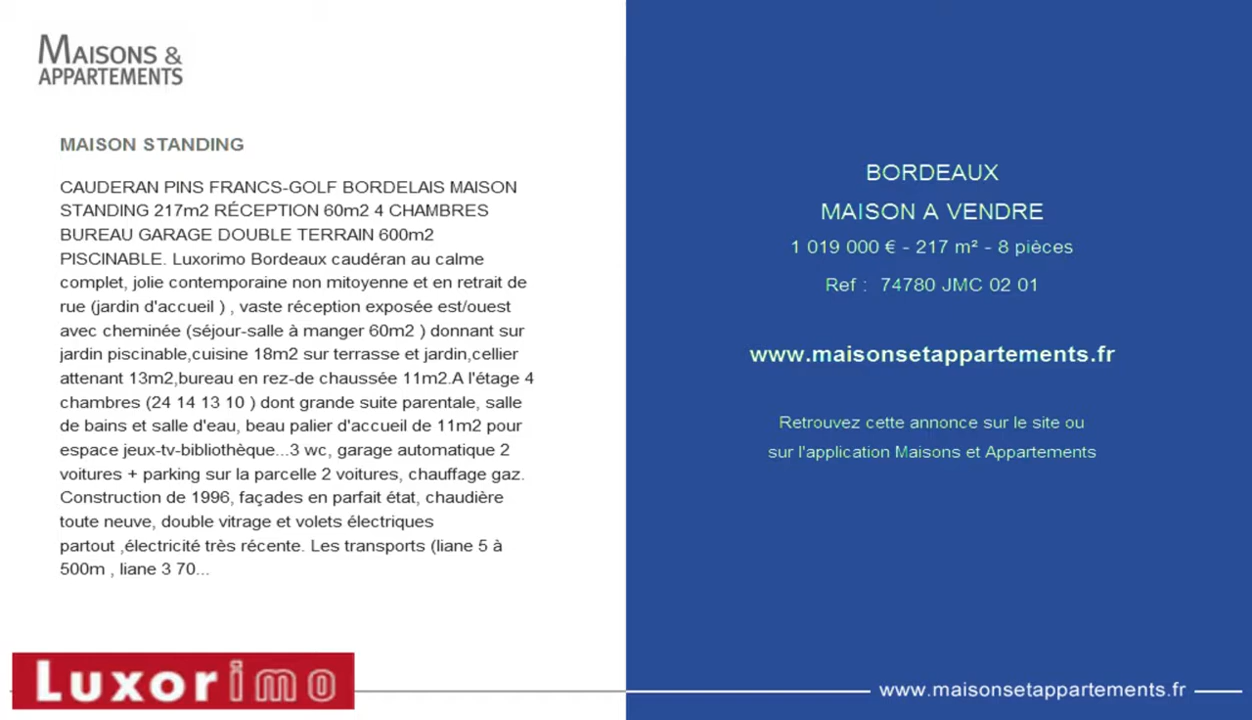 MAISONS &
APPARTEMENTS
MAISON STANDING
CAUDERAN PINS FRANCS-GOLF BORDELAIS MAISON
STANDING 217m2 RÉCEPTION 60m2 4 CHAMBRES
BUREAU GARAGE DOUBLE TERRAIN 600m2
PISCINABLE. Luxorimo Bordeaux caudéran au calme
complet, jolie contemporaine non mitoyenne et en retrait de
rue (jardin d'accueil ) , vaste réception exposée est/ouest
avec cheminée (séjour-salle à manger 60m2 ) donnant sur
jardin piscinable,cuisine 18m2 sur terrasse et jardin,cellier
attenant 13m2,bureau en rez-de chaussée 11m2.A l'étage 4
chambres (24 14 13 10 ) dont grande suite parentale, salle
de bains et salle d'eau, beau palier d'accueil de 11m2 pour
espace jeux-tv-bibliothèque...3 wc, garage automatique 2
voitures + parking sur la parcelle 2 voitures, chauffage gaz.
Construction de 1996, façades en parfait état, chaudière
toute neuve, double vitrage et volets électriques
partout ,électricité très récente. Les transports (liane 5 à
500m , liane 3 70...
Luxorimo
BORDEAUX
MAISON A VENDRE
1 019 000 € - 217 m² - 8 pièces
Ref : 74780 JMC 02 01
www.maisonsetappartements.fr
Retrouvez cette annonce sur le site ou
sur l'application Maisons et Appartements
www.maisonsetappartements.fr